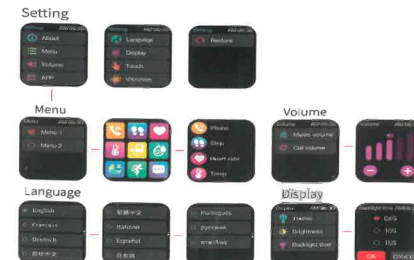 Setting
About
Menu
Volume
APP
Language
Display
Touch
Vibration
Restore
Menu
Menu 1
Menu 2
Phone
Step
Heart rate
Temp
Volume
Music volume
Call volume
Language
English
Français
Deutsch
简体中文
繁體中文
Italiano
Español
日本語
Português
русский
Display
Theme
Brightness
Backlight time
OK